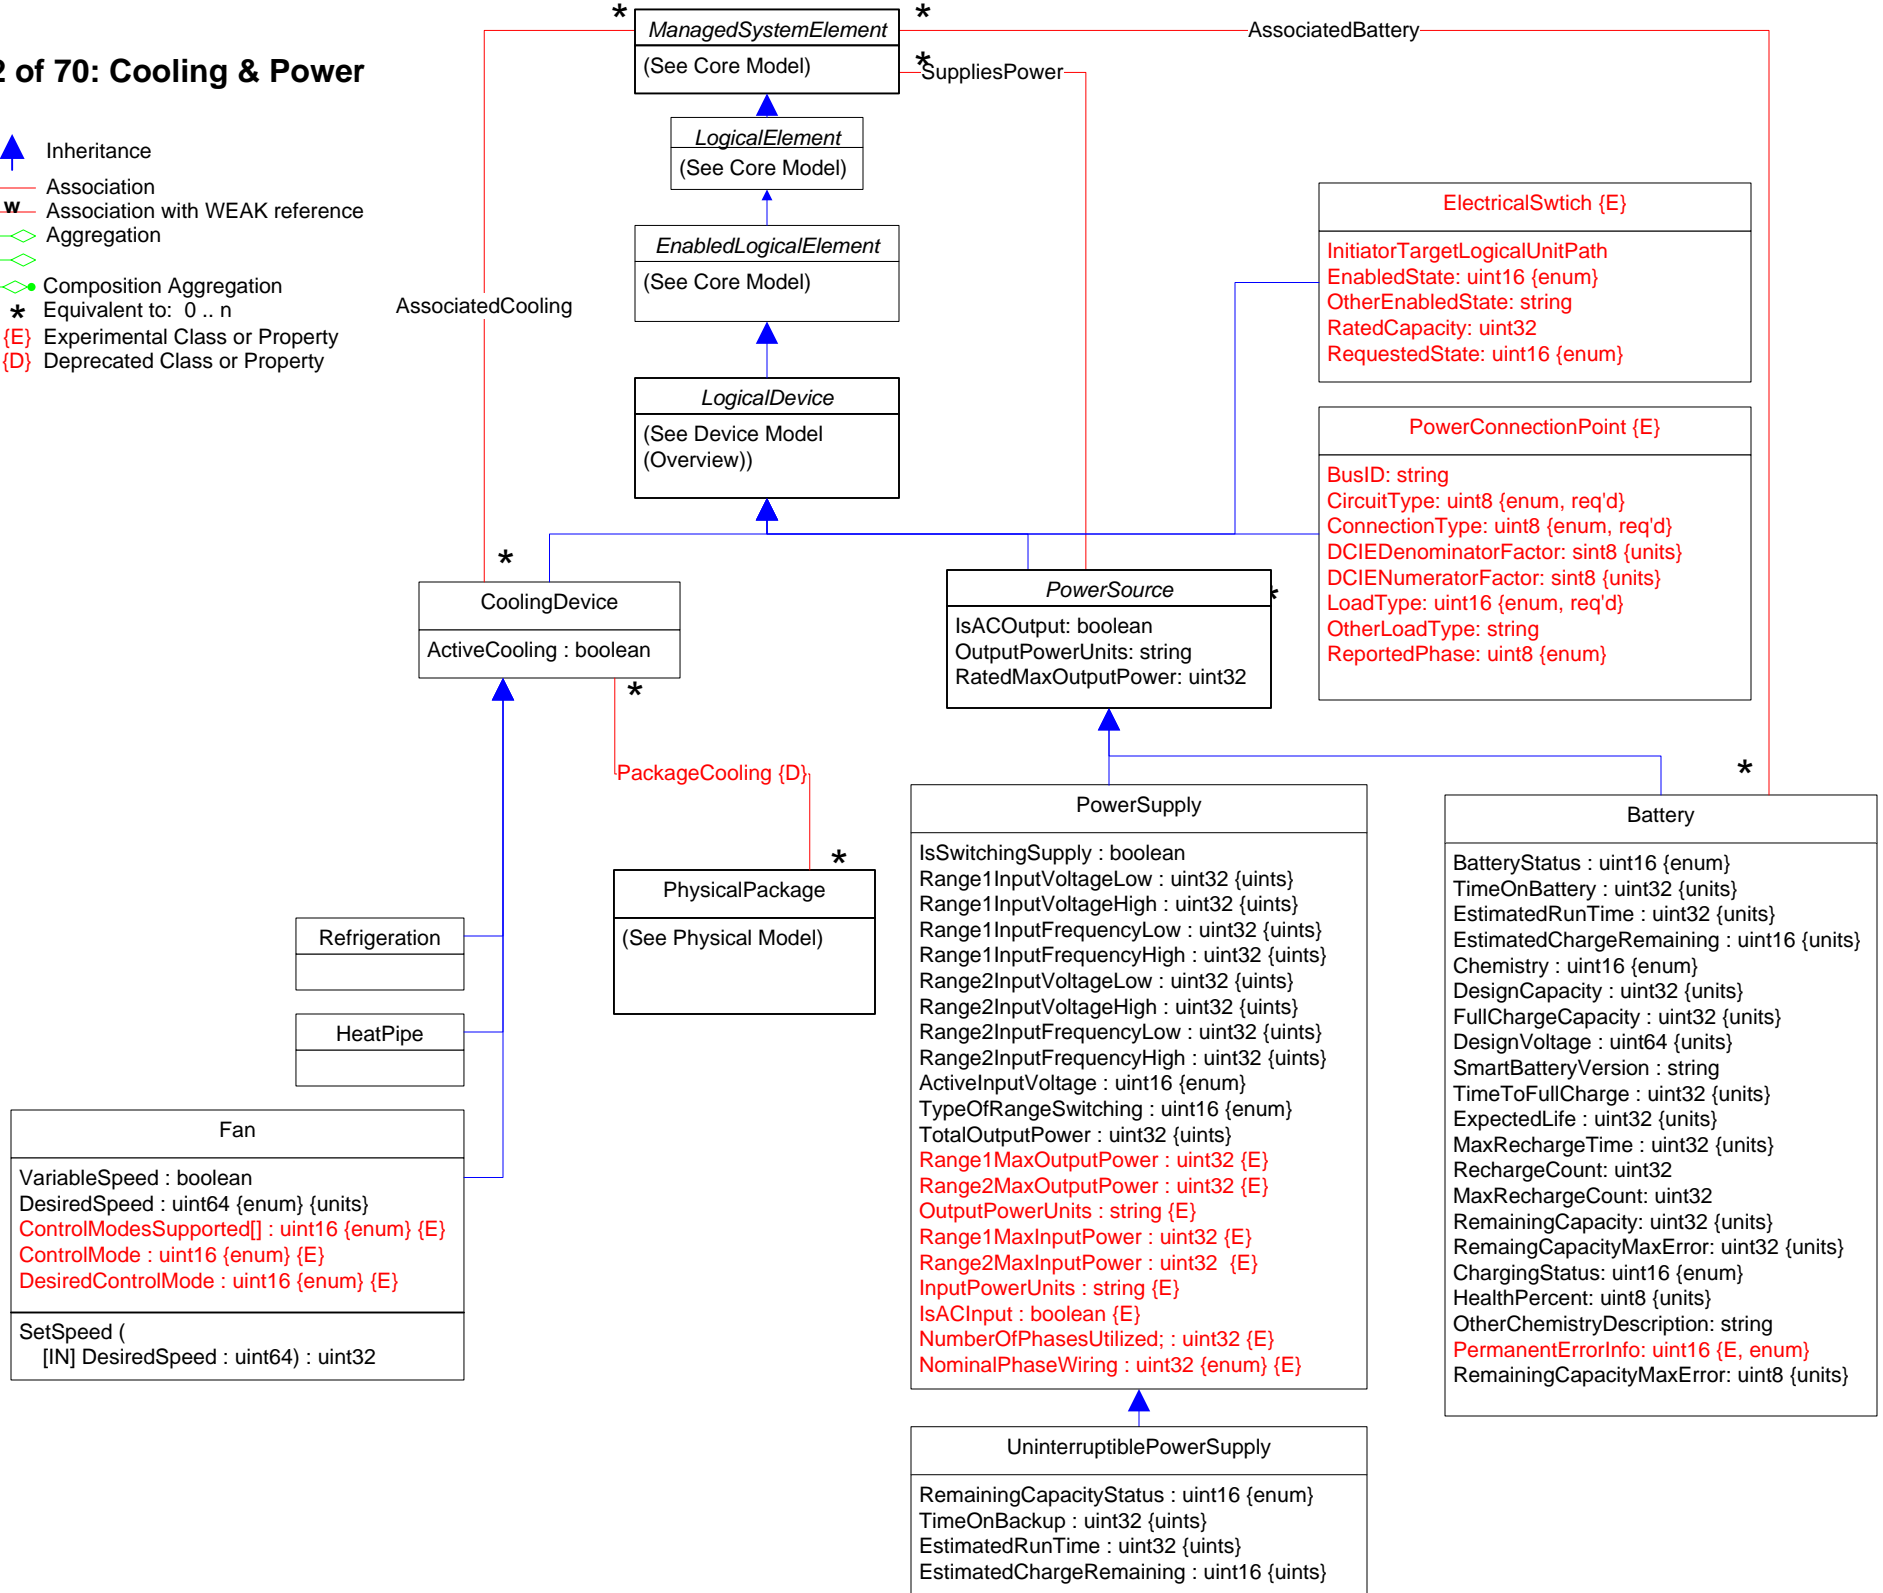 2 of 70: Cooling & Power
Inheritance
Association
w Association with WEAK reference
Aggregation
Composition Aggregation
* Equivalent to: 0 .. n
{E} Experimental Class or Property
{D} Deprecated Class or Property
* ManagedSystemElement *
(See Core Model)
*
AssociatedBattery
SuppliesPower
LogicalElement
(See Core Model)
EnabledLogicalElement
(See Core Model)
AssociatedCooling
LogicalDevice
(See Device Model
(Overview))
ElectricalSwtich {E}
InitiatorTargetLogicalUnitPath
EnabledState: uint16 {enum}
OtherEnabledState: string
RatedCapacity: uint32
RequestedState: uint16 {enum}
PowerConnectionPoint {E}
BusID: string
CircuitType: uint8 {enum, req'd}
ConnectionType: uint8 {enum, req'd}
DCIEDenominatorFactor: sint8 {units}
DCIENumeratorFactor: sint8 {units}
LoadType: uint16 {enum, req'd}
OtherLoadType: string
ReportedPhase: uint8 {enum}
*
CoolingDevice
ActiveCooling : boolean
*
PowerSource
*
IsACOutput: boolean
OutputPowerUnits: string
RatedMaxOutputPower: uint32
PackageCooling {D}
*
PhysicalPackage
(See Physical Model)
Refrigeration
HeatPipe
Fan
VariableSpeed : boolean
DesiredSpeed : uint64 {enum} {units}
ControlModesSupported[] : uint16 {enum} {E}
ControlMode : uint16 {enum} {E}
DesiredControlMode : uint16 {enum} {E}
SetSpeed (
[IN] DesiredSpeed : uint64) : uint32
PowerSupply
IsSwitchingSupply : boolean
Range1InputVoltageLow : uint32 {uints}
Range1InputVoltageHigh : uint32 {uints}
Range1InputFrequencyLow : uint32 {uints}
Range1InputFrequencyHigh : uint32 {uints}
Range2InputVoltageLow : uint32 {uints}
Range2InputVoltageHigh : uint32 {uints}
Range2InputFrequencyLow : uint32 {uints}
Range2InputFrequencyHigh : uint32 {uints}
ActiveInputVoltage : uint16 {enum}
TypeOfRangeSwitching : uint16 {enum}
TotalOutputPower : uint32 {uints}
Range1MaxOutputPower : uint32 {E}
Range2MaxOutputPower : uint32 {E}
OutputPowerUnits : string {E}
Range1MaxInputPower : uint32 {E}
Range2MaxInputPower : uint32 {E}
InputPowerUnits : string {E}
IsACInput : boolean {E}
NumberOfPhasesUtilized; : uint32 {E}
NominalPhaseWiring : uint32 {enum} {E}
*
Battery
BatteryStatus : uint16 {enum}
TimeOnBattery : uint32 {units}
EstimatedRunTime : uint32 {units}
EstimatedChargeRemaining : uint16 {units}
Chemistry : uint16 {enum}
DesignCapacity : uint32 {units}
FullChargeCapacity : uint32 {units}
DesignVoltage : uint64 {units}
SmartBatteryVersion : string
TimeToFullCharge : uint32 {units}
ExpectedLife : uint32 {units}
MaxRechargeTime : uint32 {units}
RechargeCount: uint32
MaxRechargeCount: uint32
RemainingCapacity: uint32 {units}
RemaingCapacityMaxError: uint32 {units}
ChargingStatus: uint16 {enum}
HealthPercent: uint8 {units}
OtherChemistryDescription: string
PermanentErrorInfo: uint16 {E, enum}
RemainingCapacityMaxError: uint8 {units}
UninterruptiblePowerSupply
RemainingCapacityStatus : uint16 {enum}
TimeOnBackup : uint32 {uints}
EstimatedRunTime : uint32 {uints}
EstimatedChargeRemaining : uint16 {uints}